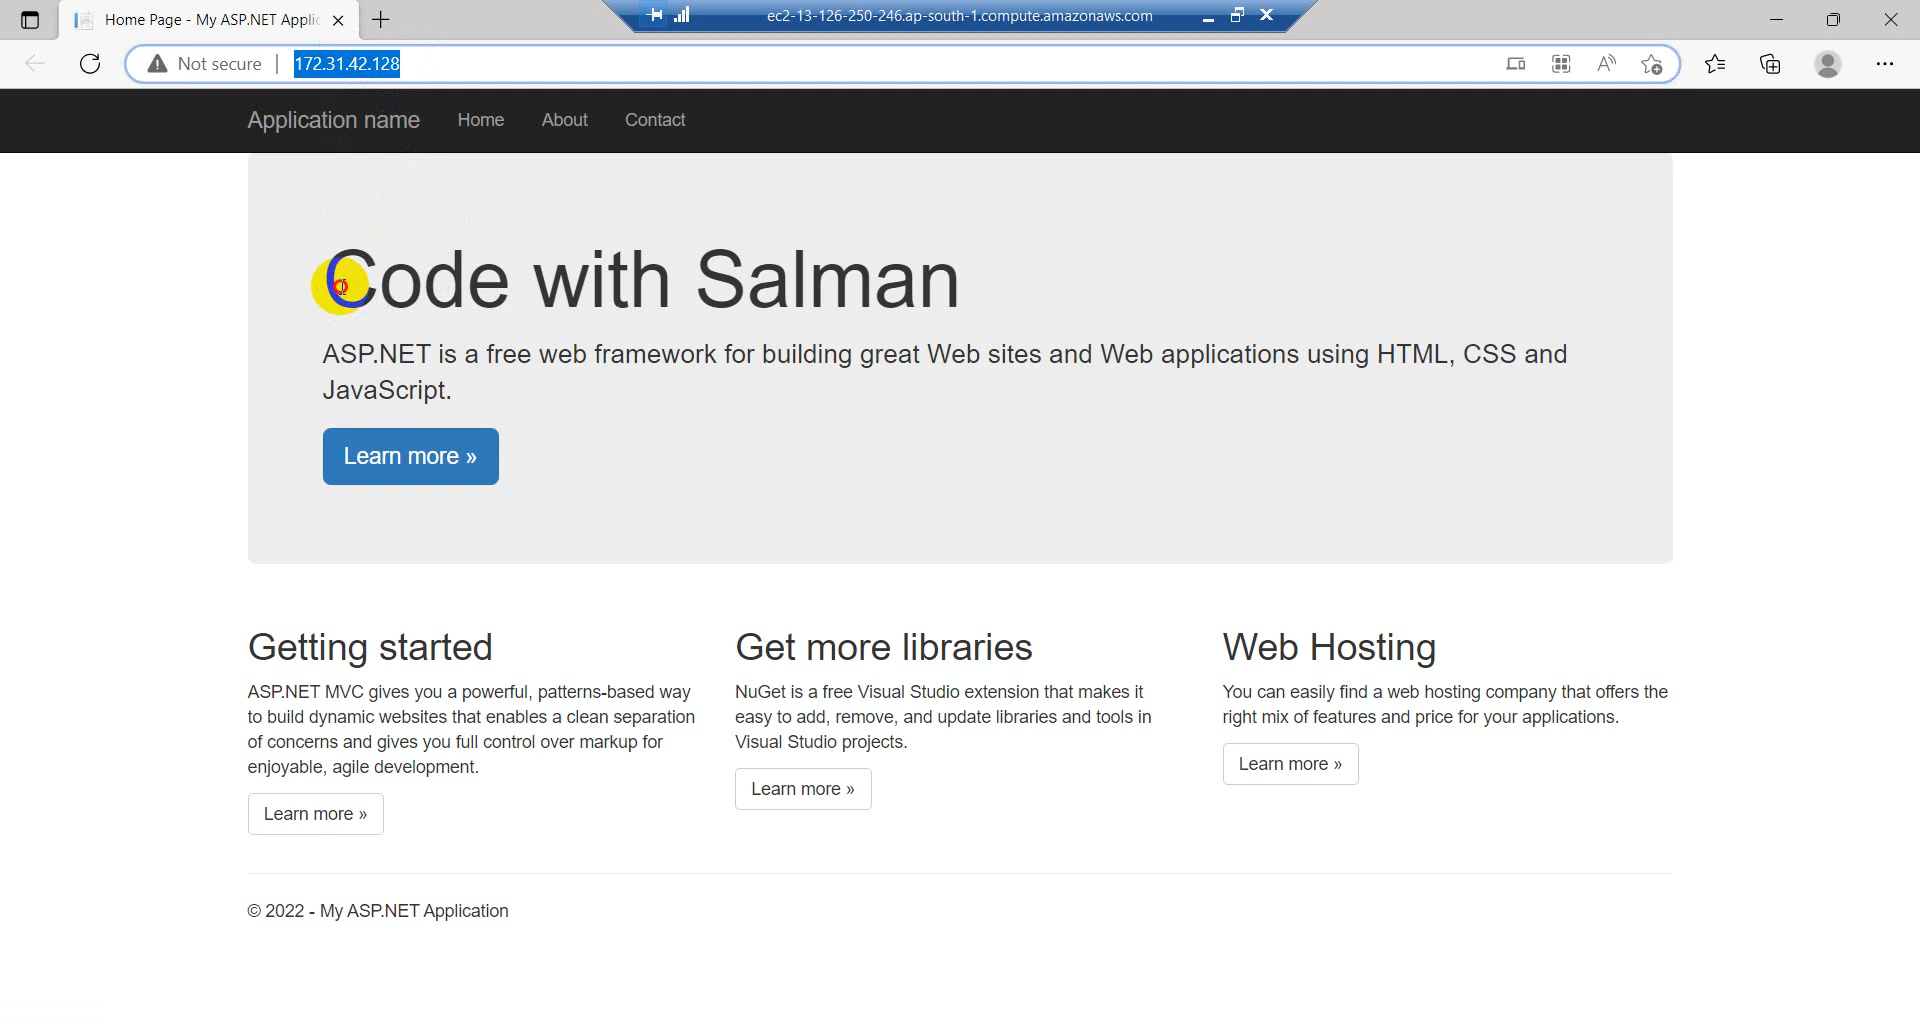 Home Page - My ASP.NET Applic
ec2-13-126-250-246.ap-south-1.compute.amazonaws.com
Not secure
172.31.42.128
Application name
Home
About
Contact
Code with Salman
ASP.NET is a free web framework for building great Web sites and Web applications using HTML, CSS and
JavaScript.
Learn more »
Getting started
ASP.NET MVC gives you a powerful, patterns-based way
to build dynamic websites that enables a clean separation
of concerns and gives you full control over markup for
enjoyable, agile development.
Learn more »
Get more libraries
NuGet is a free Visual Studio extension that makes it
easy to add, remove, and update libraries and tools in
Visual Studio projects.
Learn more »
Web Hosting
You can easily find a web hosting company that offers the
right mix of features and price for your applications.
Learn more »
© 2022 - My ASP.NET Application